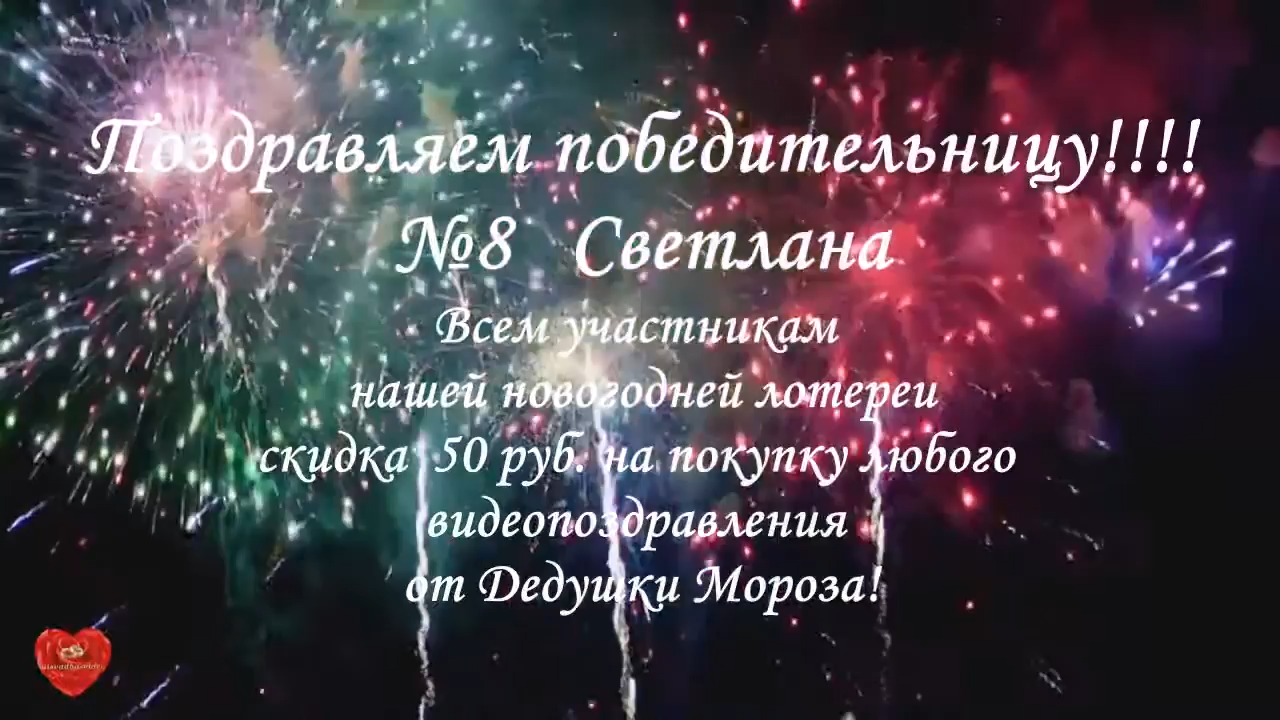 Поздравляем победительницу!!!!
№8 Светлана
Всем участникам
нашей новогодней лотереи
скидка 50 руб. на покупку любого
видеопоздравления
от Дедушки Мороза!